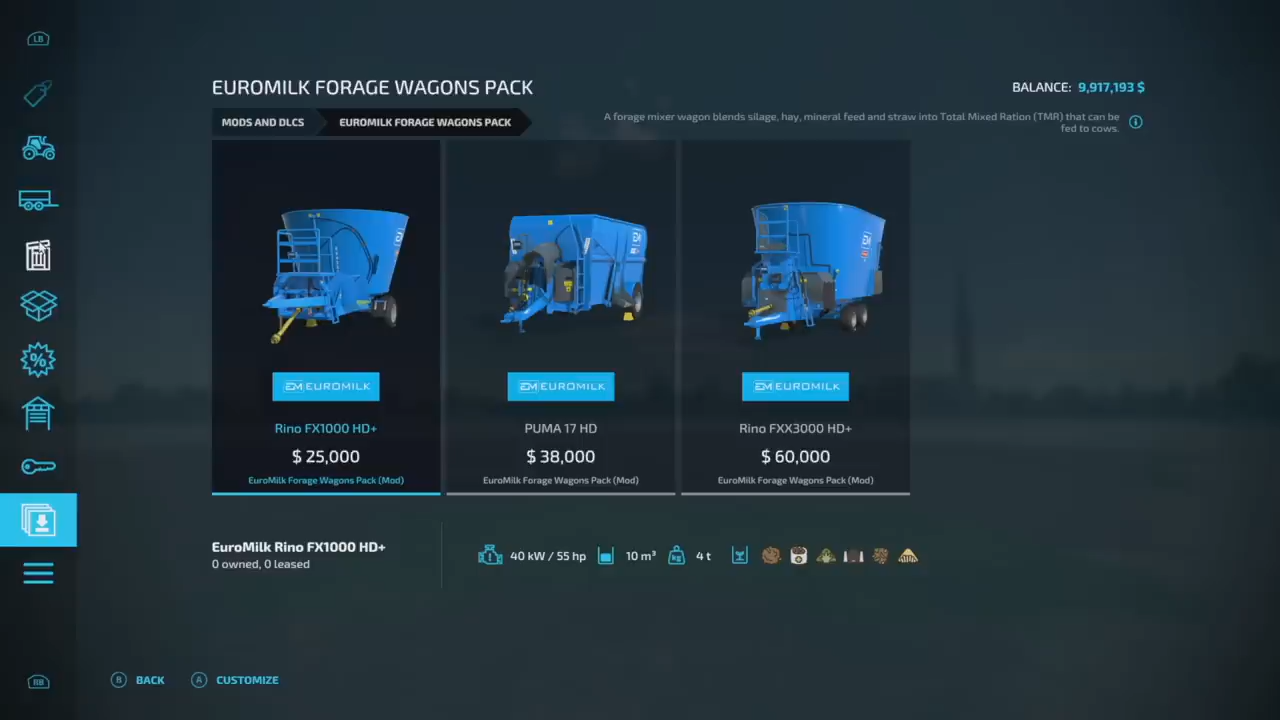 LB
EUROMILK FORAGE WAGONS PACK
BALANCE: 9,917,193 $
MODS AND DLCS
EUROMILK FORAGE WAGONS PACK
A forage mixer wagon blends silage, hay, mineral feed and straw into Total Mixed Ration (TMR) that can be
fed to cows.
EM EUROMILK
EM EUROMILK
EM EUROMILK
Rino FX1000 HD+
PUMA 17 HD
Rino FXX3000 HD+
$ 25,000
$ 38,000
$ 60,000
EuroMilk Forage Wagons Pack (Mod)
EuroMilk Forage Wagons Pack (Mod)
EuroMilk Forage Wagons Pack (Mod)
EuroMilk Rino FX1000 HD+
0 owned, 0 leased
40 kW / 55 hp
10 m³
kg
4 t
RB
B BACK
A CUSTOMIZE